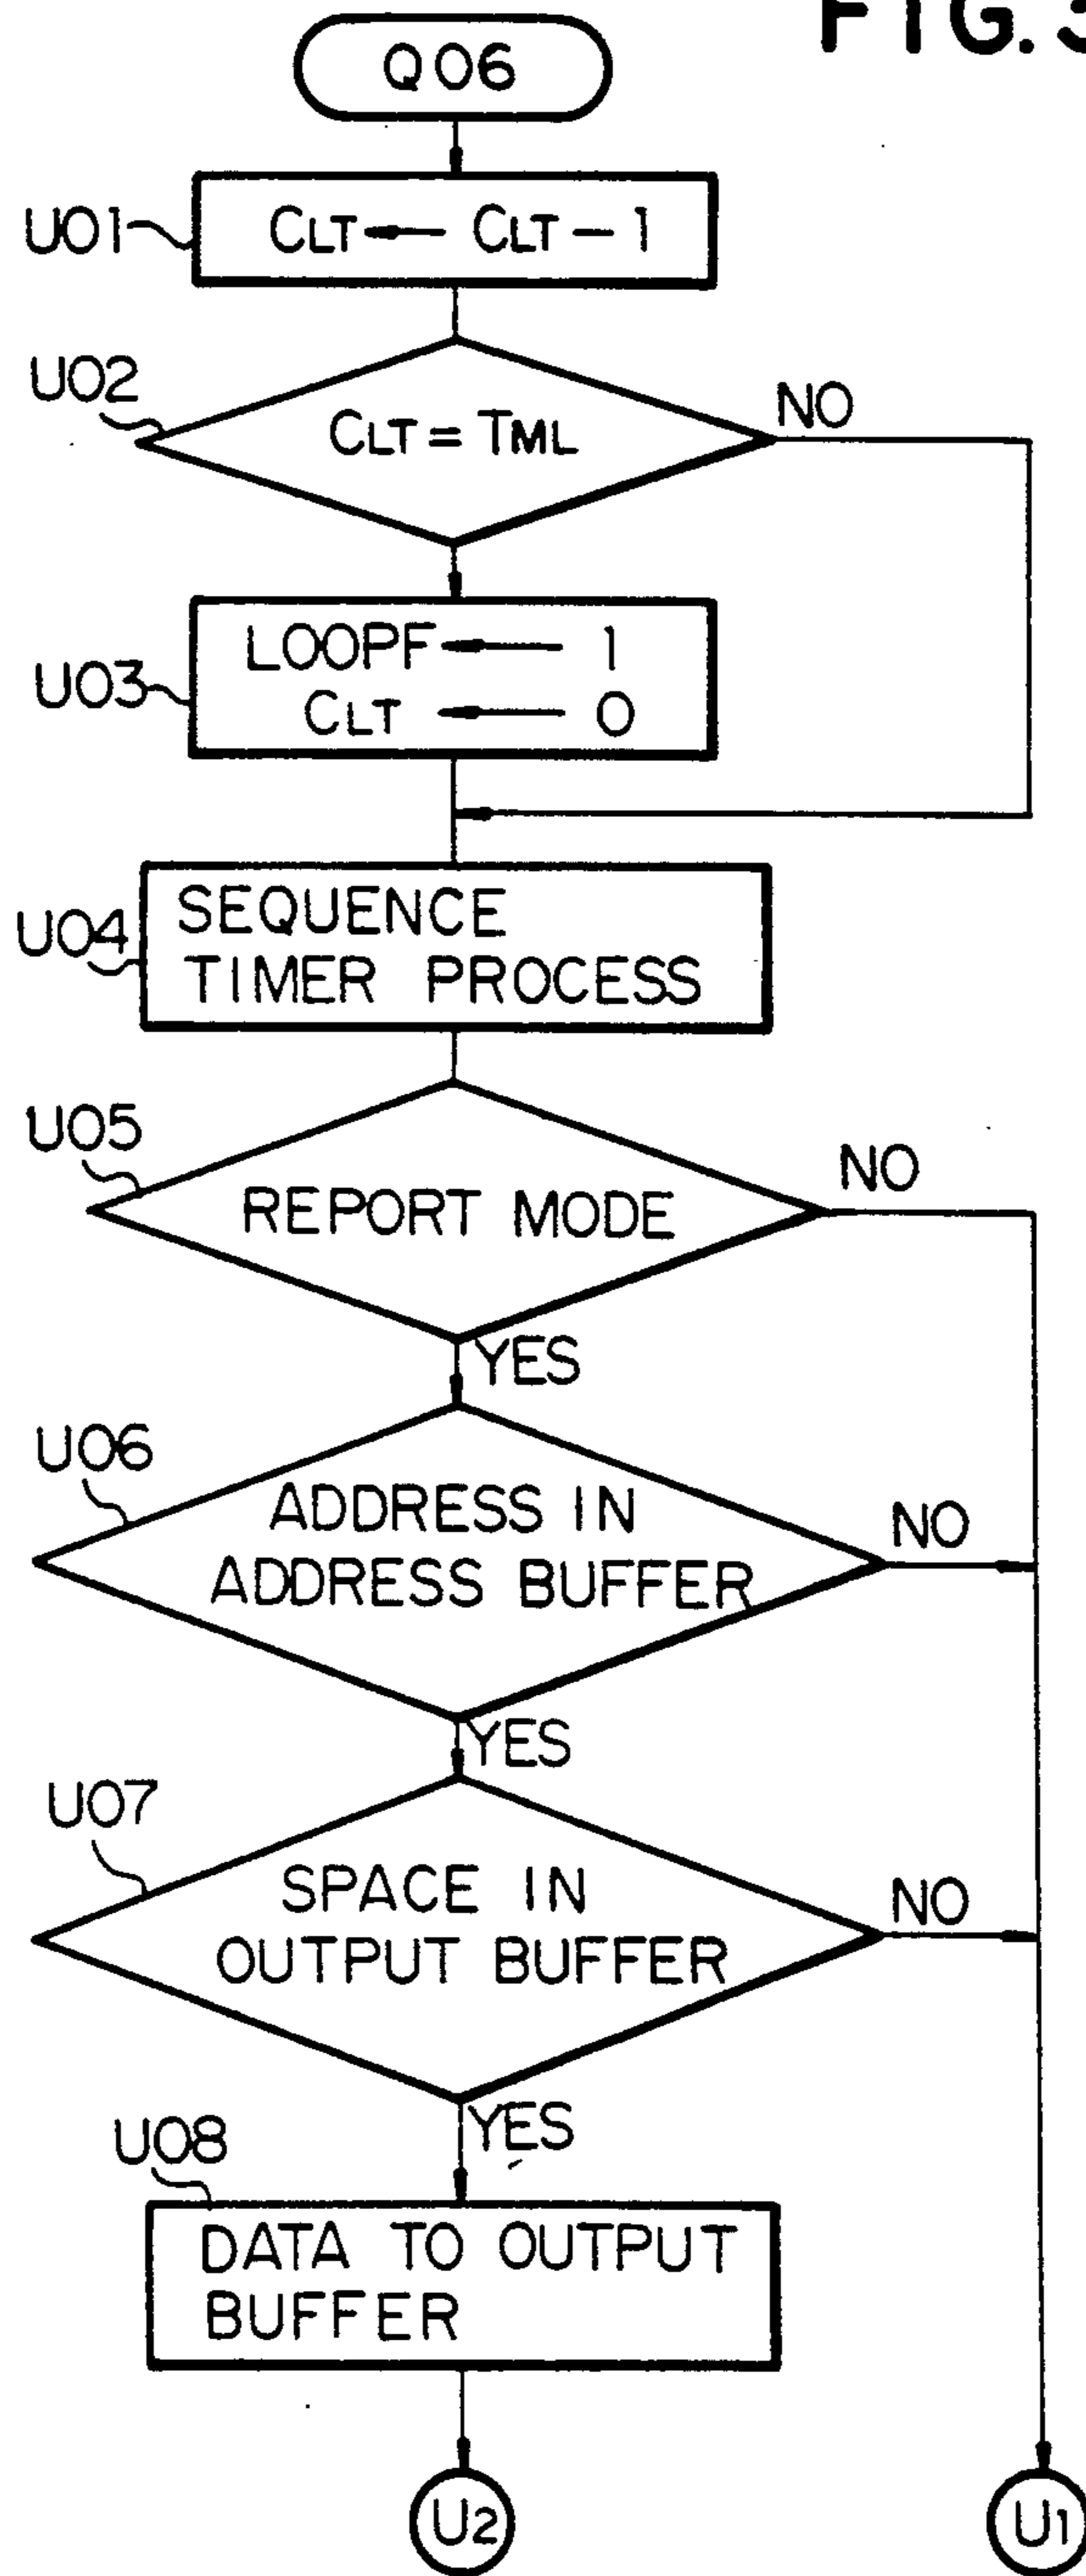 FIG. 3
Q06
U01
CLT ← CLT - 1
U02
CLT = TML
NO
U03
LOOPF ← 1
CLT ← 0
U04
SEQUENCE
TIMER PROCESS
U05
REPORT MODE
NO
YES
U06
ADDRESS IN
ADDRESS BUFFER
NO
YES
U07
SPACE IN
OUTPUT BUFFER
NO
YES
U08
DATA TO OUTPUT
BUFFER
U2
U1